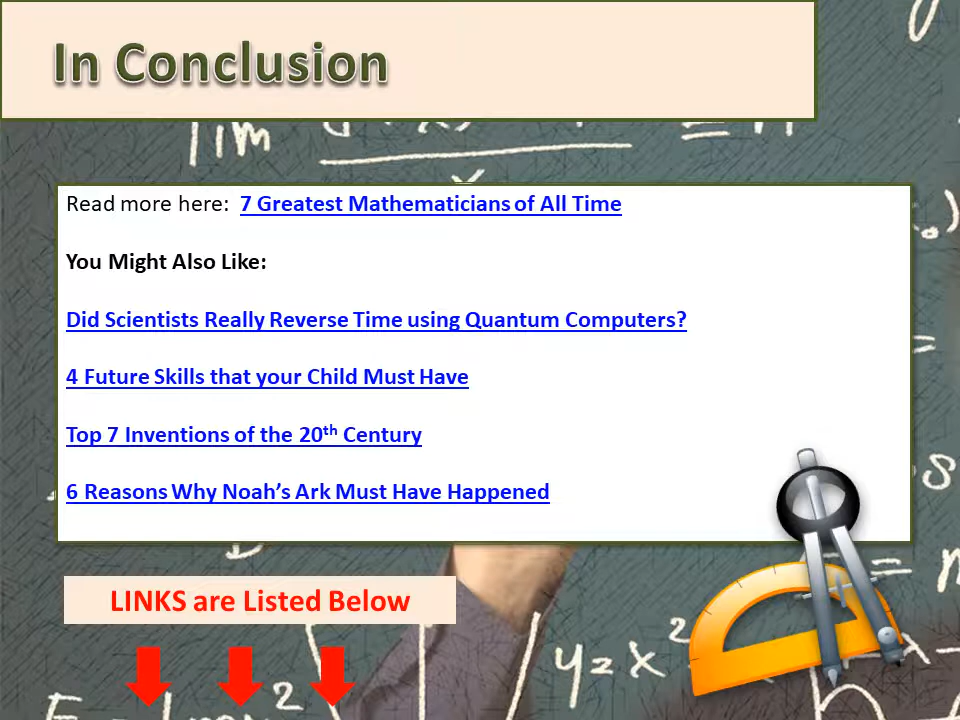 In Conclusion
lim
Read more here: 7 Greatest Mathematicians of All Time
You Might Also Like:
Did Scientists Really Reverse Time using Quantum Computers?
4 Future Skills that your Child Must Have
Top 7 Inventions of the 20th Century
6 Reasons Why Noah's Ark Must Have Happened
LINKS are Listed Below
y=x²